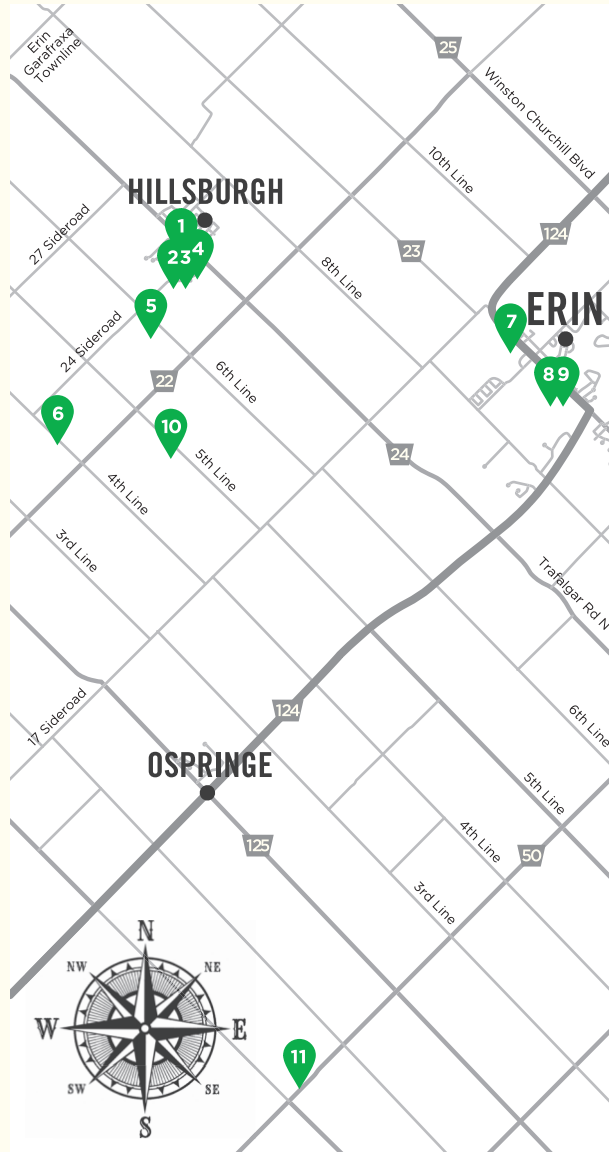 Erin
Garafraxa
Townline
25
Winston Churchill Blvd
10th Line
HILLSBURGH
27 Sideroad
1
124
23
4
23
8th Line
5
ERIN
7
24 Sideroad
22
6th Line
8
9
6
10
24
5th Line
4th Line
3rd Line
Trafalgar Rd N
17 Sideroad
124
6th Line
OSPRINGE
5th Line
125
4th Line
50
3rd Line
N
NW
NE
W
E
SW
SE
S
11